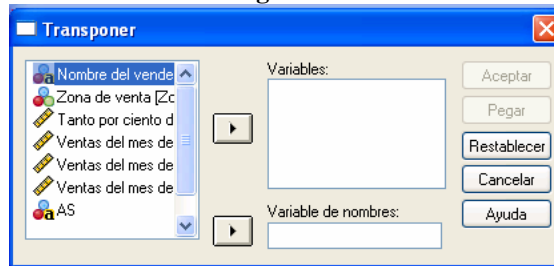 Transponer
Nombre del vende
Zona de venta [Zc
Tanto por ciento d
Ventas del mes de
Ventas del mes de
Ventas del mes de
AS
Variables:
Variable de nombres:
Aceptar
Pegar
Restablecer
Cancelar
Ayuda